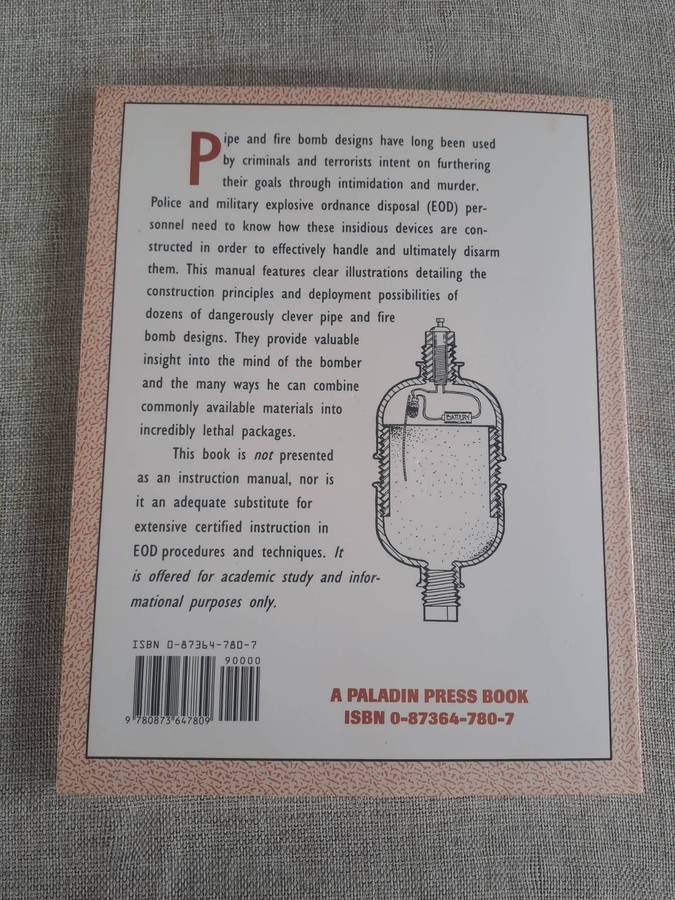 Pipe and fire bomb designs have long been used
by criminals and terrorists intent on furthering
their goals through intimidation and murder.
Police and military explosive ordnance disposal (EOD) per-
sonnel need to know how these insidious devices are con-
structed in order to effectively handle and ultimately disarm
them. This manual features clear illustrations detailing the
construction principles and deployment possibilities of
dozens of dangerously clever pipe and fire
bomb designs. They provide valuable
insight into the mind of the bomber
and the many ways he can combine
commonly available materials into
incredibly lethal packages.
This book is not presented
as an instruction manual, nor is
it an adequate substitute for
extensive certified instruction in
EOD procedures and techniques. It
is offered for academic study and infor-
mational purposes only.
BATTERY
ISBN 0-87364-780-7
90000
9 780873 647809
A PALADIN PRESS BOOK
ISBN 0-87364-780-7